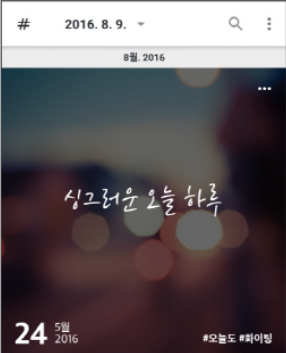 # 2016. 8. 9.
8월. 2016
싱그러운 오늘 하루
24 5월
2016
#오늘도 #화이팅